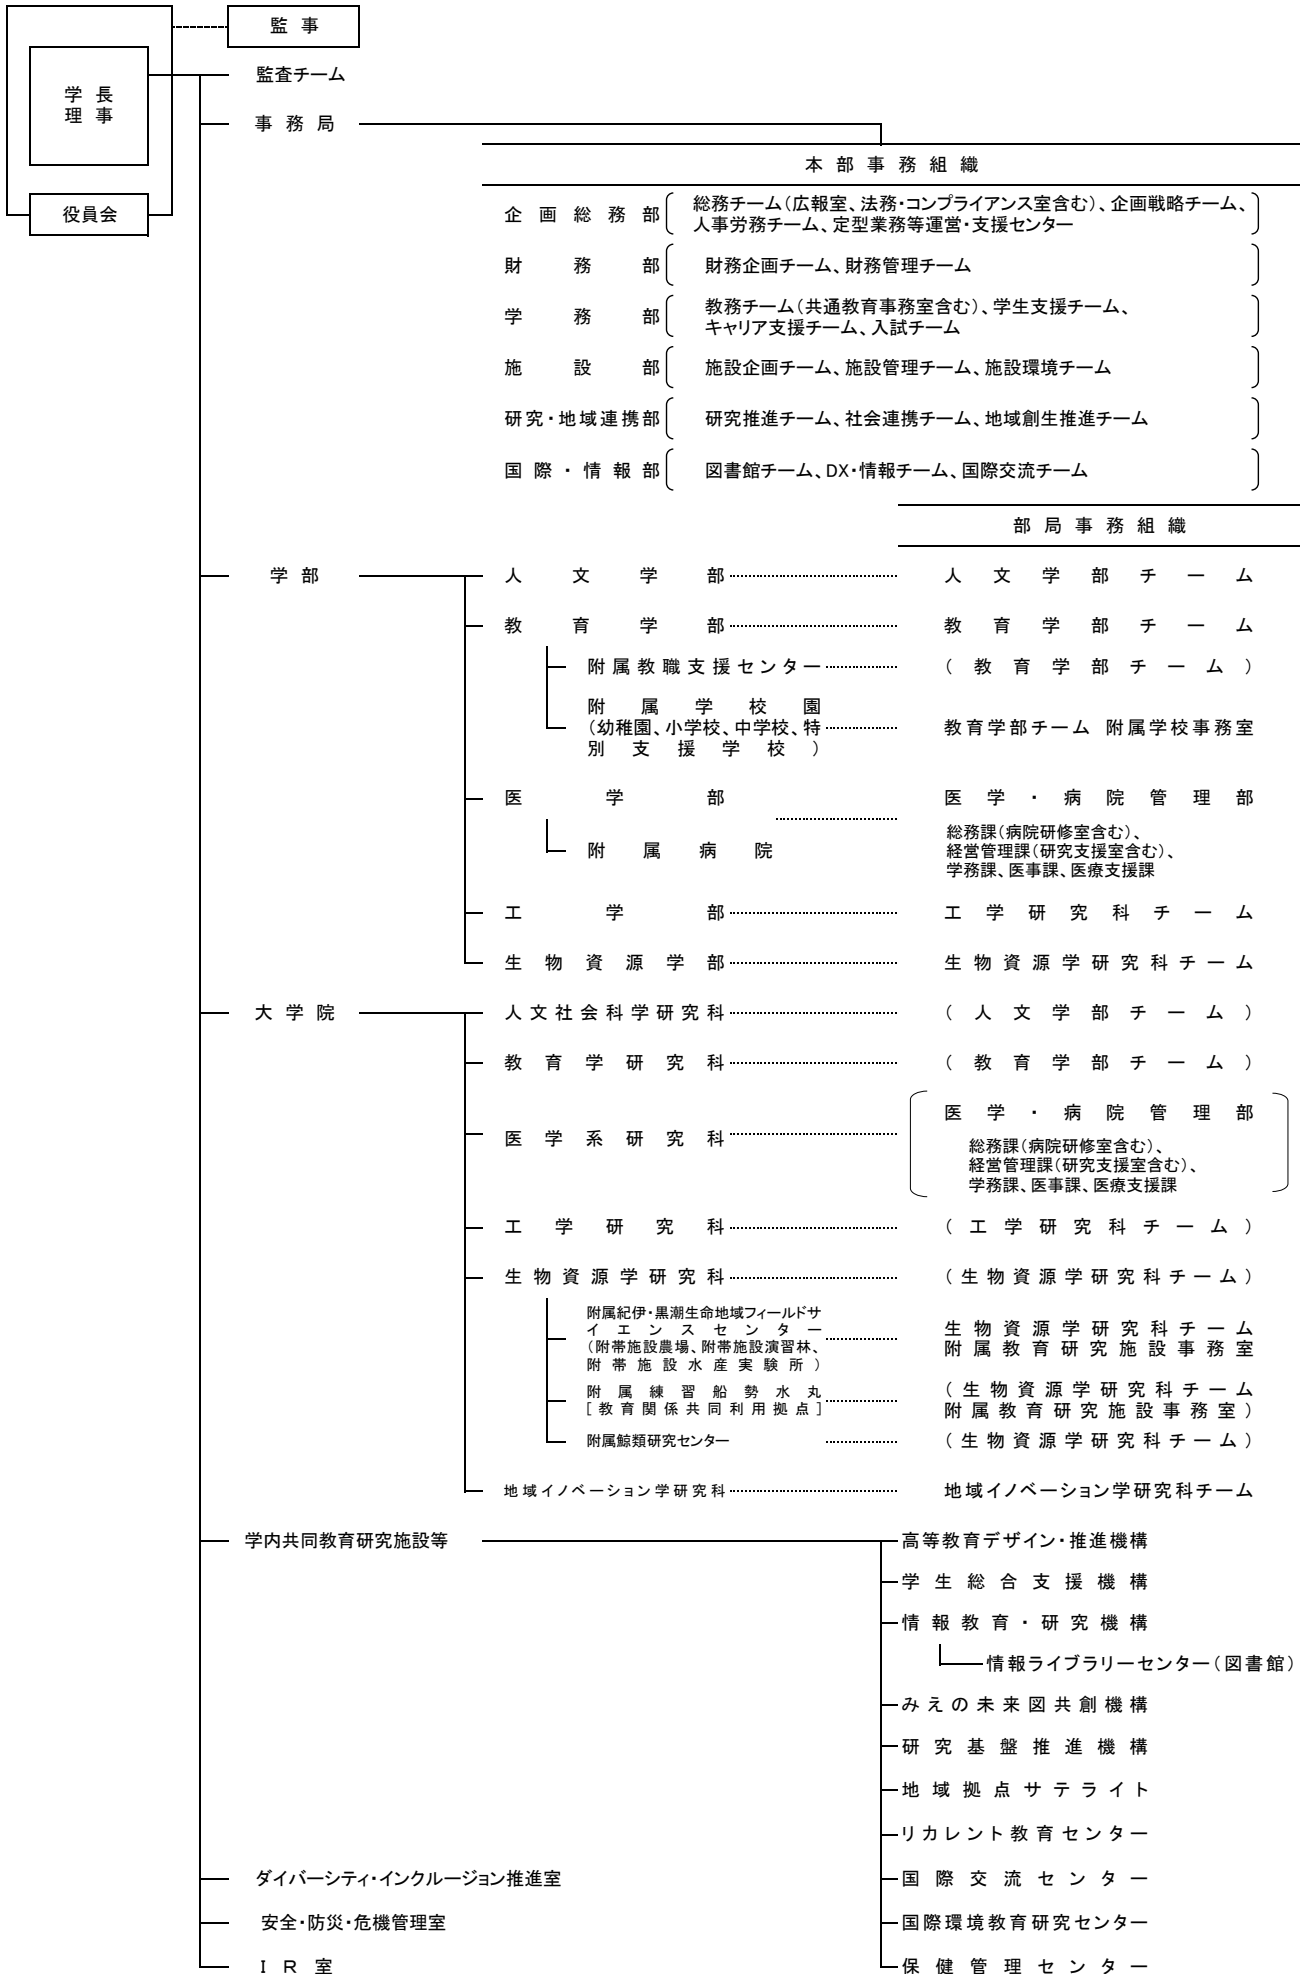 監事
学長
理事
監査チーム
事務局
役員会
本部事務組織
企画総務部 総務チーム（広報室、法務・コンプライアンス室含む）、企画戦略チーム、
人事労務チーム、定型業務等運営・支援センター
財務部 財務企画チーム、財務管理チーム
学務部 教務チーム（共通教育事務室含む）、学生支援チーム、
キャリア支援チーム、入試チーム
施設部 施設企画チーム、施設管理チーム、施設環境チーム
研究・地域連携部 研究推進チーム、社会連携チーム、地域創生推進チーム
国際・情報部 図書館チーム、DX・情報チーム、国際交流チーム
部局事務組織
学部 人文学部 人文学部チーム
教育学部 教育学部チーム
附属教職支援センター （教育学部チーム）
附属学校園
（幼稚園、小学校、中学校、特 教育学部チーム 附属学校事務室
別支援学校）
医学部 医学・病院管理部
総務課（病院研修室含む）、
附属病院 経営管理課（研究支援室含む）、
学務課、医事課、医療支援課
工学部 工学研究科チーム
生物資源学部 生物資源学研究科チーム
大学院 人文社会科学研究科 （人文学部チーム）
教育学研究科 （教育学部チーム）
医学・病院管理部
医学系研究科 総務課（病院研修室含む）、
経営管理課（研究支援室含む）、
学務課、医事課、医療支援課
工学研究科 （工学研究科チーム）
生物資源学研究科 （生物資源学研究科チーム）
附属紀伊・黒潮生命地域フィールドサ
イエンスセンター 生物資源学研究科チーム
（附帯施設農場、附帯施設演習林、 附属教育研究施設事務室
附帯施設水産実験所）
附属練習船勢水丸 （生物資源学研究科チーム
[教育関係共同利用拠点] 附属教育研究施設事務室）
附属鯨類研究センター （生物資源学研究科チーム）
地域イノベーション学研究科 地域イノベーション学研究科チーム
学内共同教育研究施設等 高等教育デザイン・推進機構
学生総合支援機構
情報教育・研究機構
情報ライブラリーセンター（図書館）
みえの未来図共創機構
研究基盤推進機構
地域拠点サテライト
リカレント教育センター
ダイバーシティ・インクルージョン推進室 国際交流センター
安全・防災・危機管理室 国際環境教育研究センター
ＩＲ室 保健管理センター